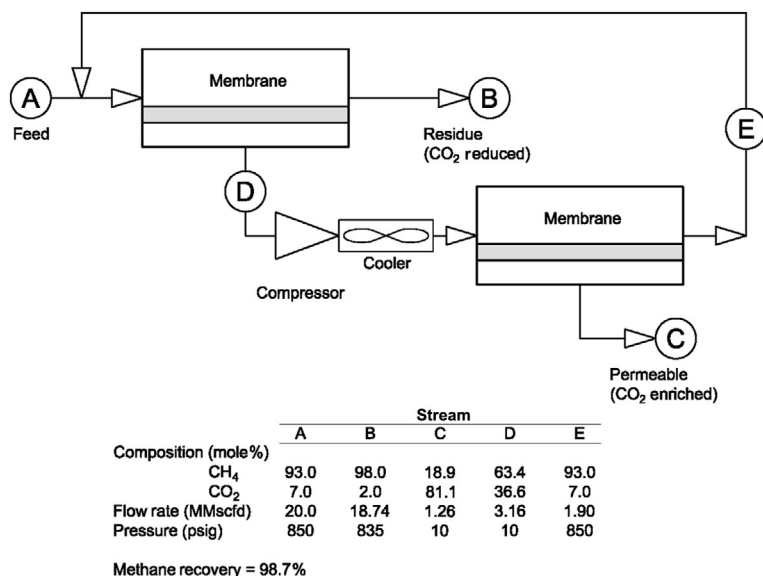 A
Feed
Membrane
B
Residue
(CO₂ reduced)
E
D
Compressor
Cooler
Membrane
C
Permeable
(CO₂ enriched)
Stream
A B C D E
Composition (mole%)
CH₄ 93.0 98.0 18.9 63.4 93.0
CO₂ 7.0 2.0 81.1 36.6 7.0
Flow rate (MMscfd) 20.0 18.74 1.26 3.16 1.90
Pressure (psig) 850 835 10 10 850
Methane recovery = 98.7%